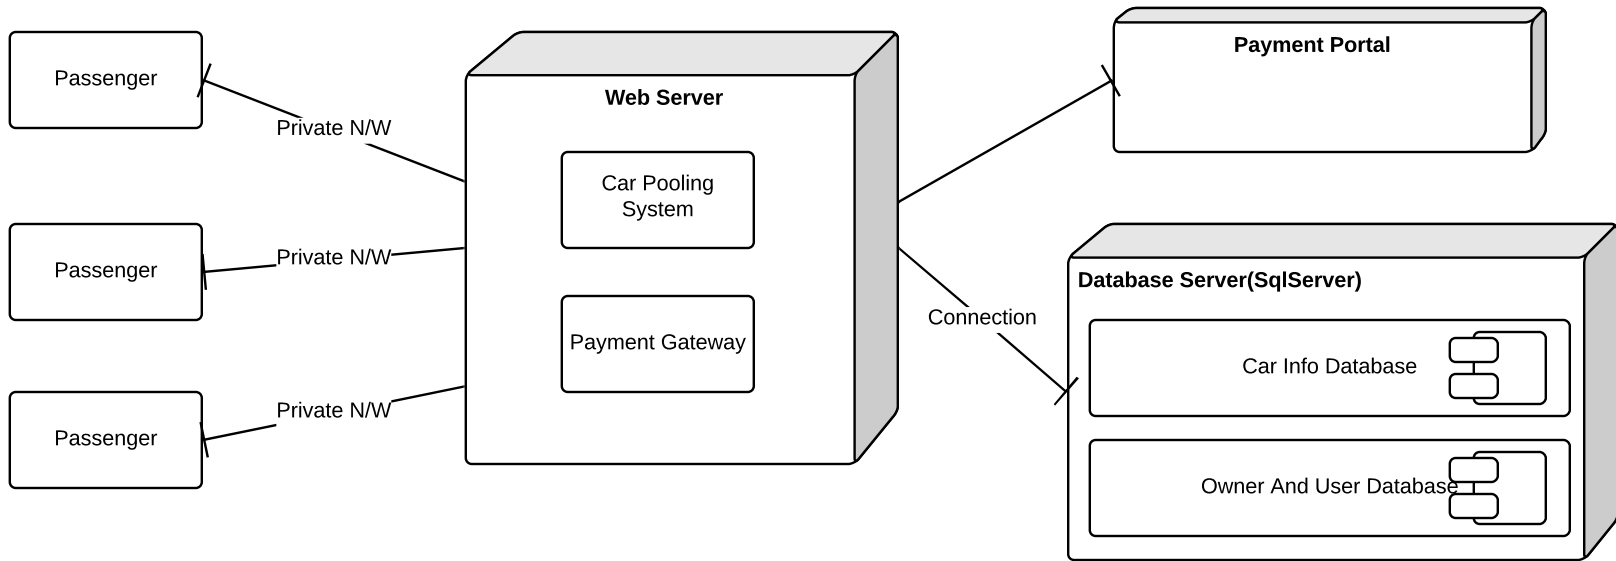 Passenger
Private N/W
Passenger
Private N/W
Passenger
Private N/W
Web Server
Car Pooling
System
Payment Gateway
Payment Portal
Connection
Database Server(SqlServer)
Car Info Database
Owner And User Database